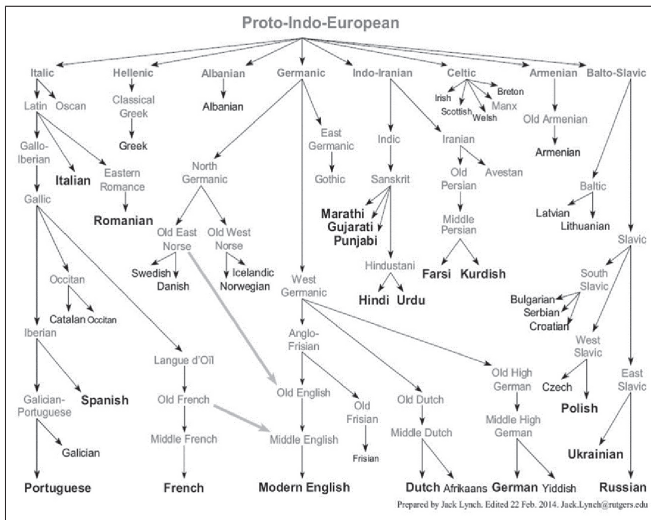 Proto-Indo-European
Italic Hellenic Albanian Germanic Indo-Iranian Celtic Armenian Balto-Slavic
Latin Oscan
Classical
Greek
Albanian
Irish
Scottish
Welsh
Manx
Breton
Old Armenian
Gallo-
Iberian
Greek
East
Germanic
Indic
Iranian
Armenian
Italian
Eastern
Romance
North
Germanic
Gothic
Sanskrit
Old
Persian
Avestan
Baltic
Gallic
Romanian
Marathi
Gujarati
Punjabi
Middle
Persian
Latvian
Lithuanian
Old East
Norse
Old West
Norse
Slavic
Swedish
Danish
Icelandic
Norwegian
Hindustani
Farsi Kurdish
South
Slavic
Occitan
West
Germanic
Hindi Urdu
Bulgarian
Serbian
Croatian
Catalan Occitan
Iberian
Anglo-
Frisian
West
Slavic
Langue d'Oïl
Old High
German
Czech
East
Slavic
Galician-
Portuguese
Spanish
Old French
Old English
Old
Frisian
Old Dutch
Polish
Middle High
German
Galician
Middle French
Middle English
Frisian
Middle Dutch
Ukrainian
Portuguese French Modern English Dutch Afrikaans German Yiddish Russian
Prepared by Jack Lynch. Edited 22 Feb. 2014. Jack.Lynch@rutgers.edu